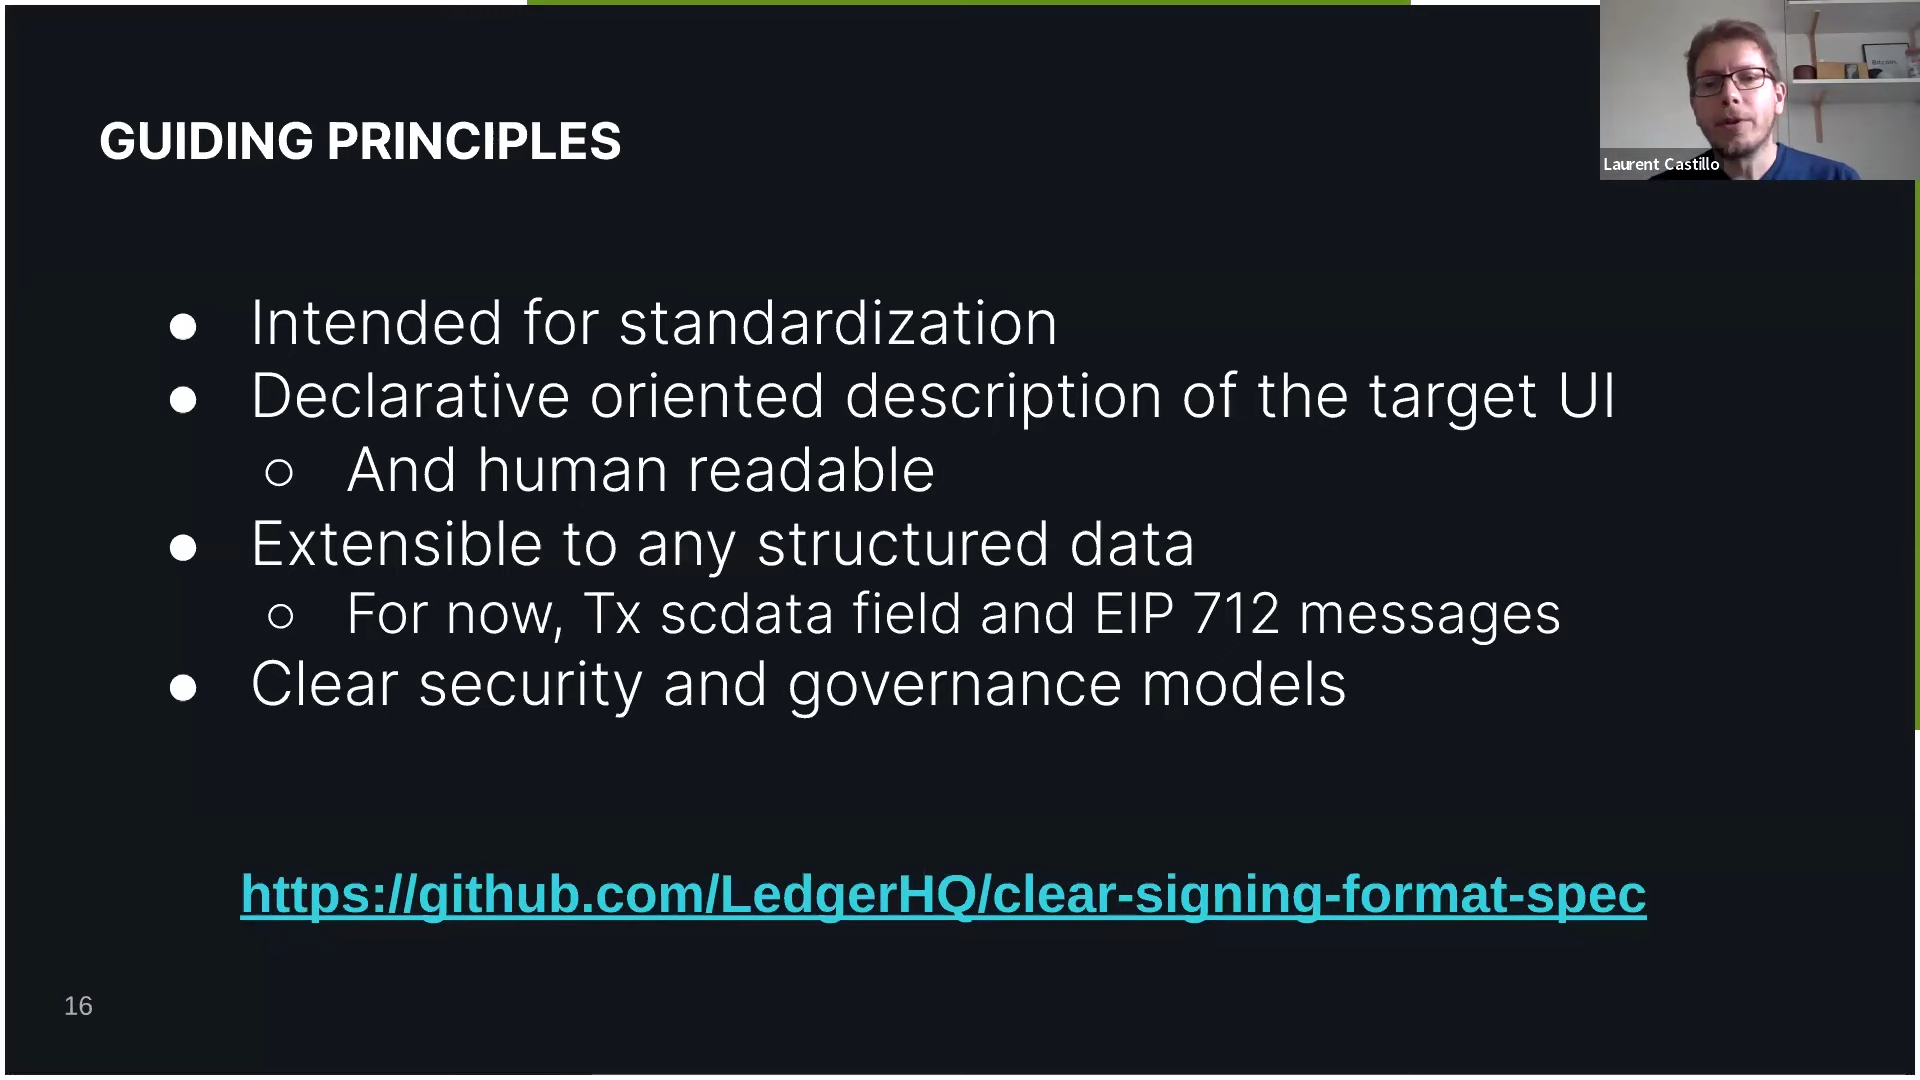 GUIDING PRINCIPLES
Bitcoin.
Laurent Castillo
● Intended for standardization
● Declarative oriented description of the target UI
○ And human readable
● Extensible to any structured data
○ For now, Tx scdata field and EIP 712 messages
● Clear security and governance models
https://github.com/LedgerHQ/clear-signing-format-spec
16